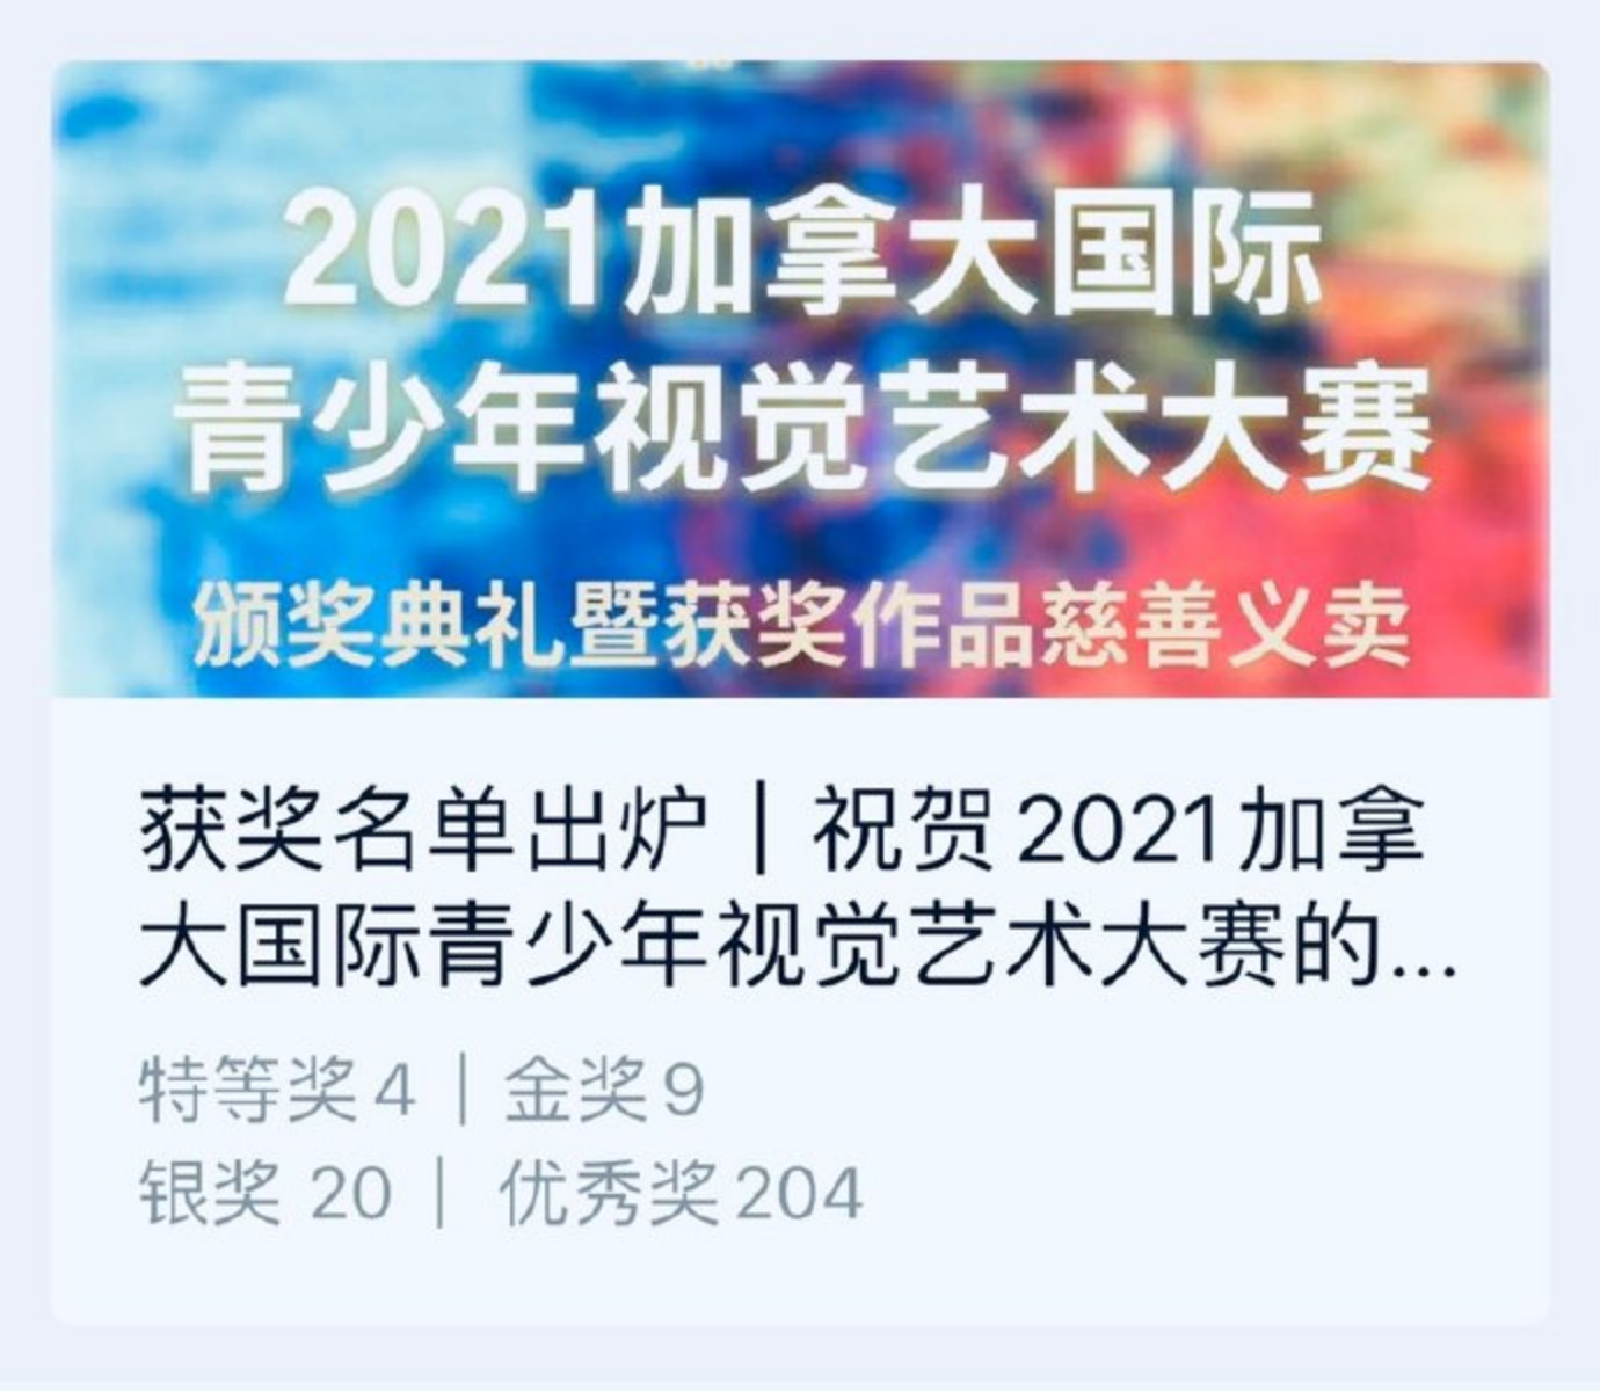 2021加拿大国际
青少年视觉艺术大赛
颁奖典礼暨获奖作品慈善义卖
获奖名单出炉｜祝贺2021加拿
大国际青少年视觉艺术大赛的...
特等奖4｜金奖9
银奖 20｜ 优秀奖204